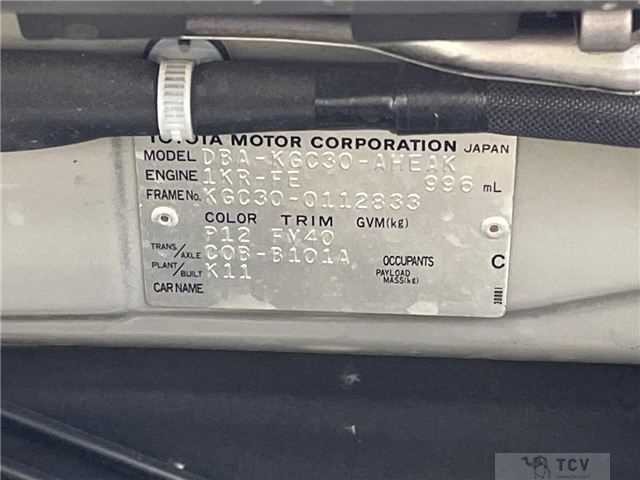 TOYOTA MOTOR CORPORATION JAPAN
MODEL DBA-KGC30-AHEAK
ENGINE 1KR-FE 996 mL
FRAME No. KGC30-0112833
COLOR TRIM GVM(kg)
P12 FM40
TRANS/AXLE C0B-B101A OCCUPANTS C
PLANT/BUILT K11 PAYLOAD MASS(kg)
CAR NAME
TCV